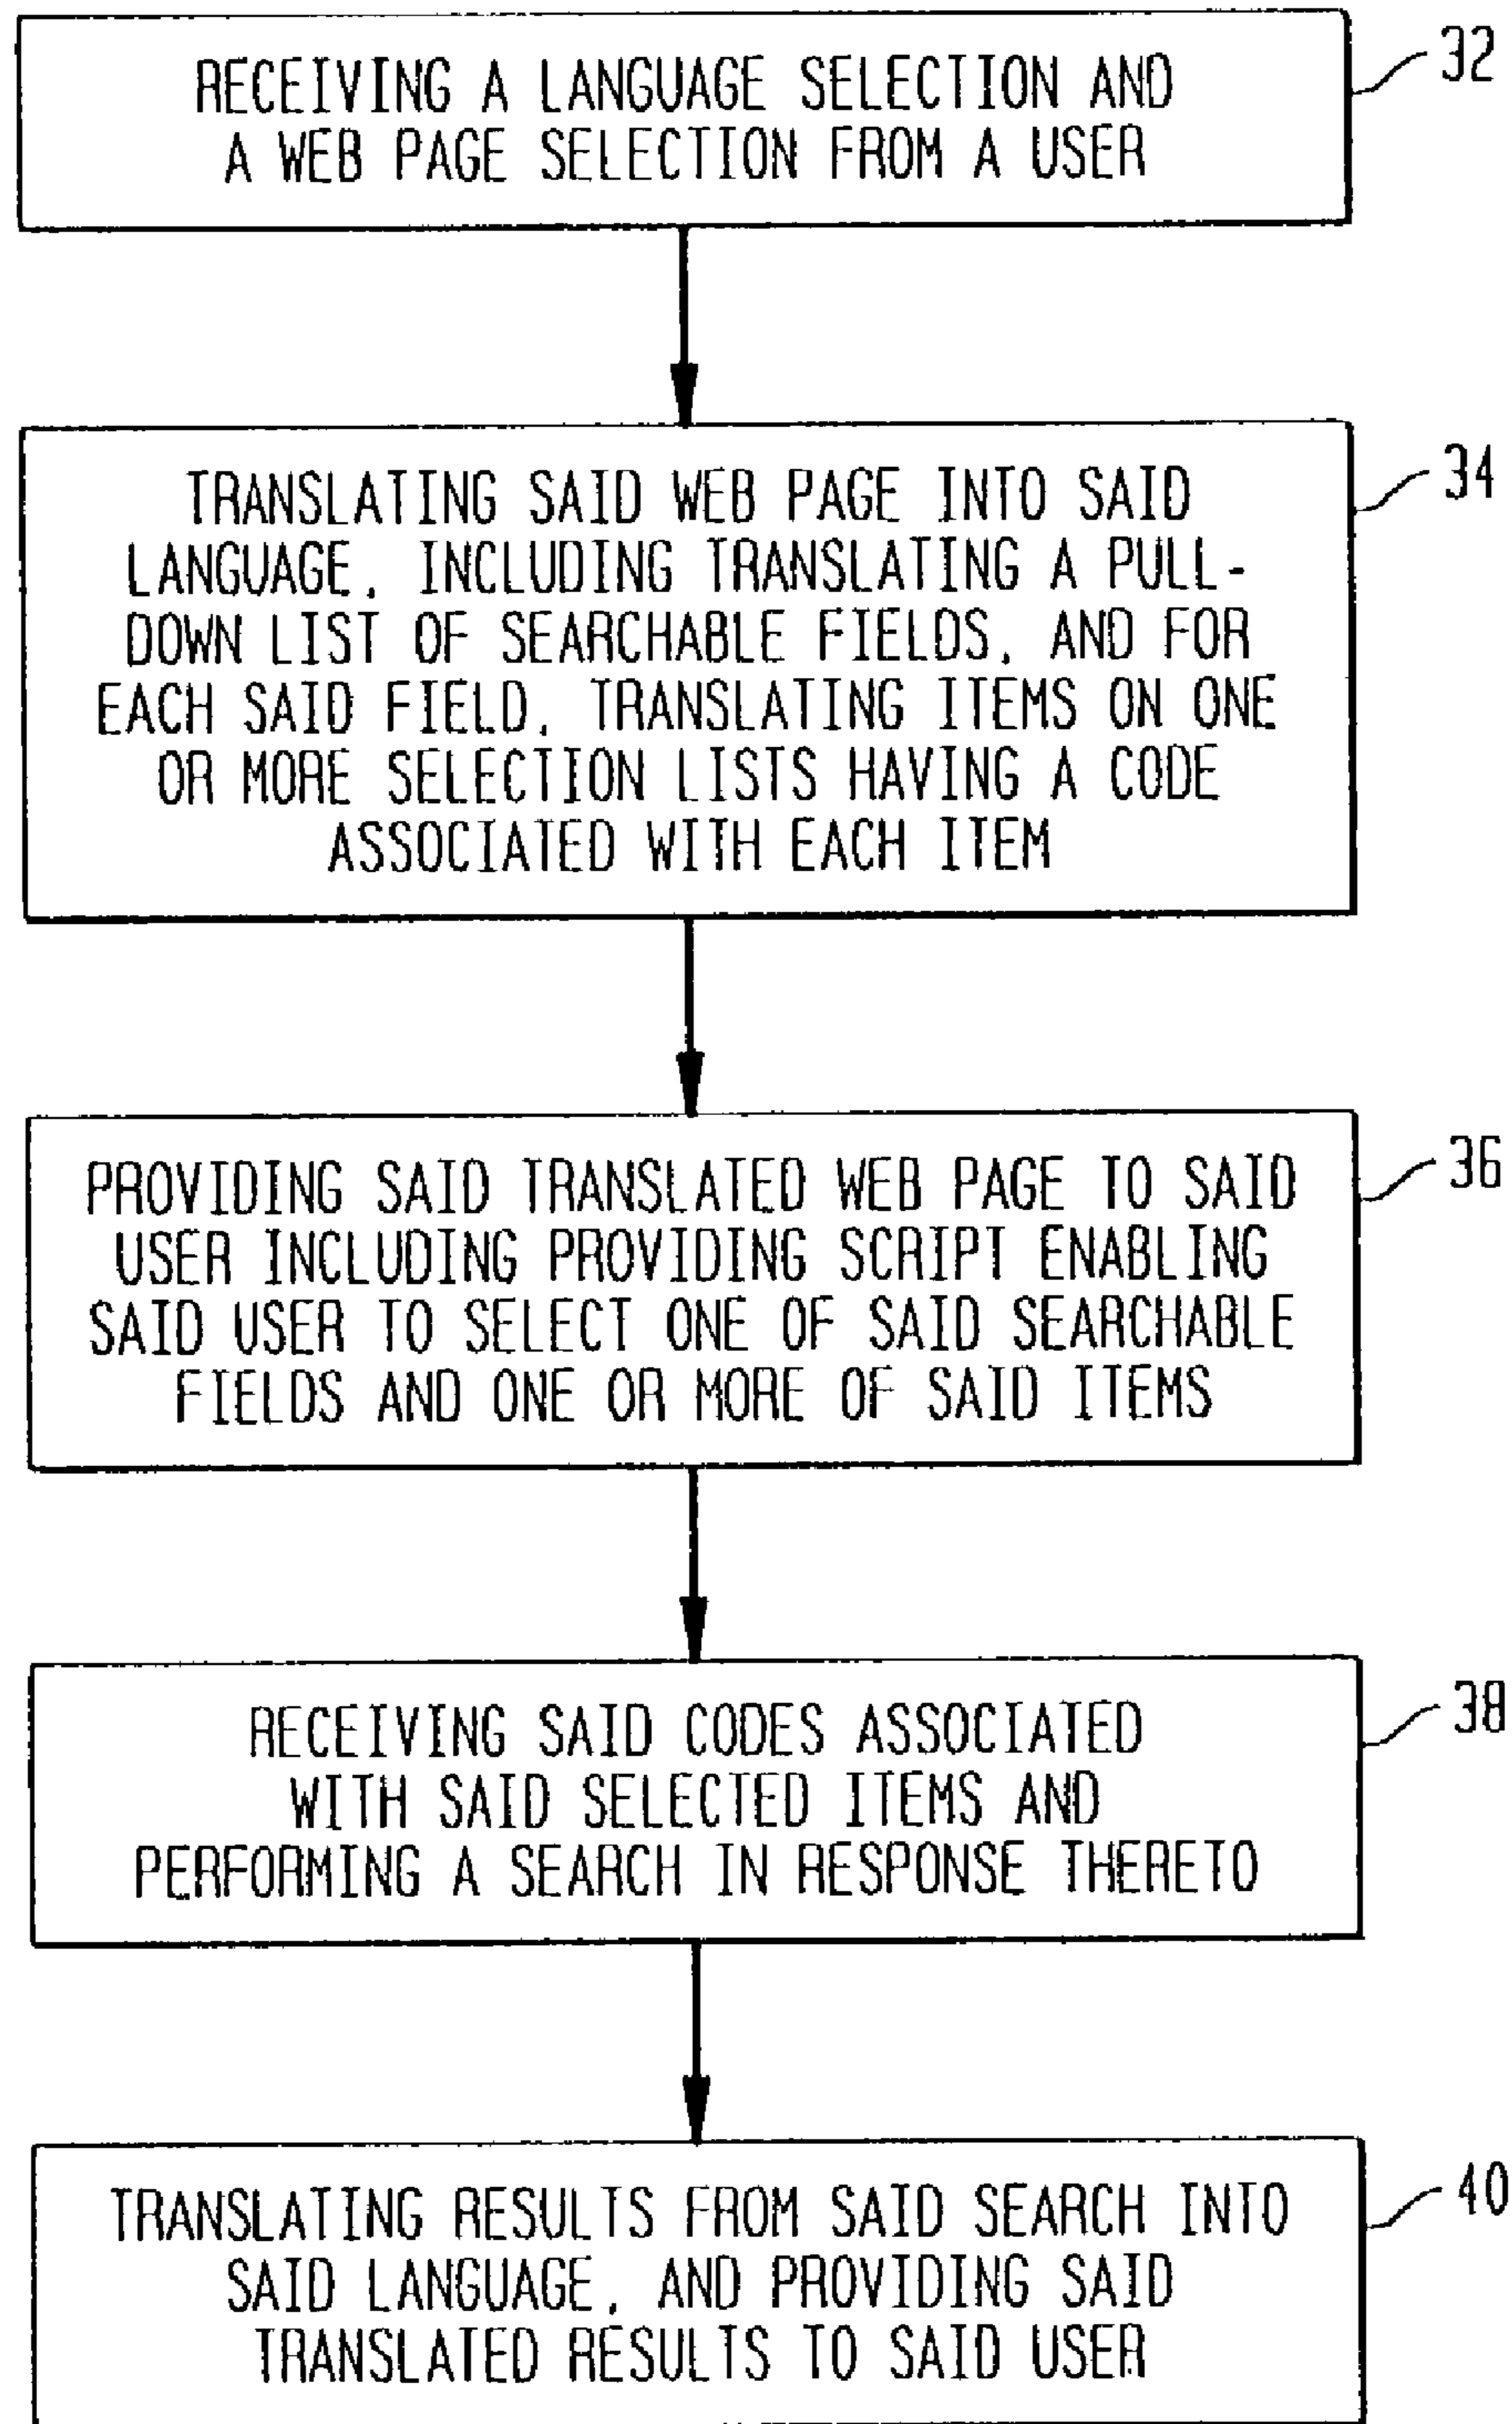 RECEIVING A LANGUAGE SELECTION AND
A WEB PAGE SELECTION FROM A USER
32
TRANSLATING SAID WEB PAGE INTO SAID
LANGUAGE, INCLUDING TRANSLATING A PULL-
DOWN LIST OF SEARCHABLE FIELDS, AND FOR
EACH SAID FIELD, TRANSLATING ITEMS ON ONE
OR MORE SELECTION LISTS HAVING A CODE
ASSOCIATED WITH EACH ITEM
34
PROVIDING SAID TRANSLATED WEB PAGE TO SAID
USER INCLUDING PROVIDING SCRIPT ENABLING
SAID USER TO SELECT ONE OF SAID SEARCHABLE
FIELDS AND ONE OR MORE OF SAID ITEMS
36
RECEIVING SAID CODES ASSOCIATED
WITH SAID SELECTED ITEMS AND
PERFORMING A SEARCH IN RESPONSE THERETO
38
TRANSLATING RESULTS FROM SAID SEARCH INTO
SAID LANGUAGE, AND PROVIDING SAID
TRANSLATED RESULTS TO SAID USER
40